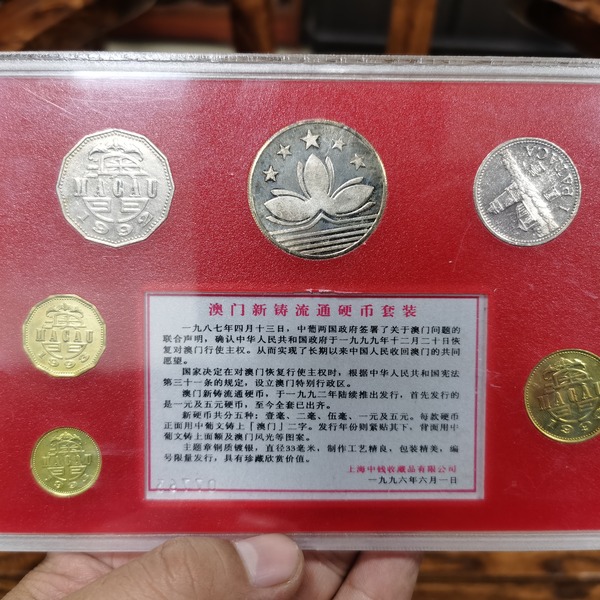 MACAU
1992
1 PATACA
MACAU
1993
MACAU
1993
MACAU
澳门新铸流通硬币套装
一九八七年四月十三日，中葡两国政府签署了关于澳门问题的
联合声明，确认中华人民共和国政府于一九九九年十二月二十日恢
复对澳门行使主权。从而实现了长期以来中国人民收回澳门的共同
愿望。
国家决定在对澳门恢复行使主权时，根据中华人民共和国宪法
第三十一条的规定，设立澳门特别行政区。
新铸澳门流通硬币，于一九九二年陆续推出发行，首先发行的
是一元及五元硬币，至今全套已出齐。
新硬币共分五种：壹毫、二毫、伍毫、一元及五元。每款硬币
正面用中葡文铸上「澳门」二字。发行年份则紧贴其下，背面用中
葡文铸上面额及澳门风光等图案。
主题章铜质镀银，直径33毫米，制作工艺精良，包装精美，编
号限量发行，具有珍藏欣赏价值。
上海中钱收藏品有限公司
一九九六年六月一日